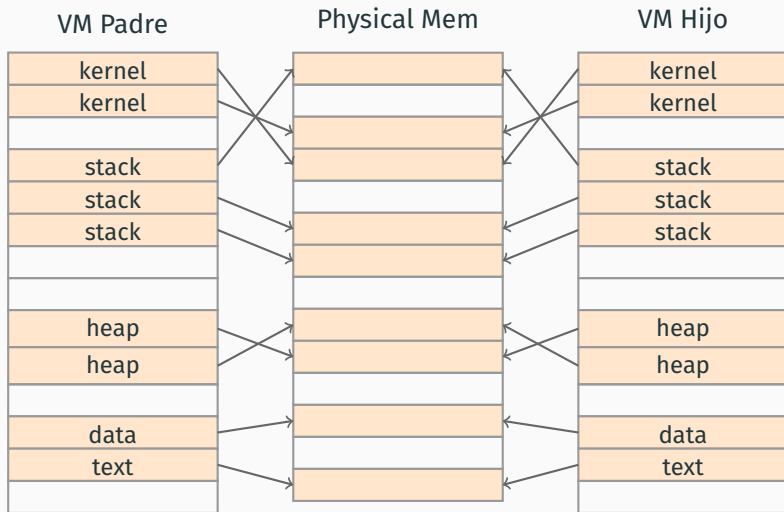 VM Padre
Physical Mem
VM Hijo
kernel
kernel
stack
stack
stack
heap
heap
data
text
kernel
kernel
stack
stack
stack
heap
heap
data
text